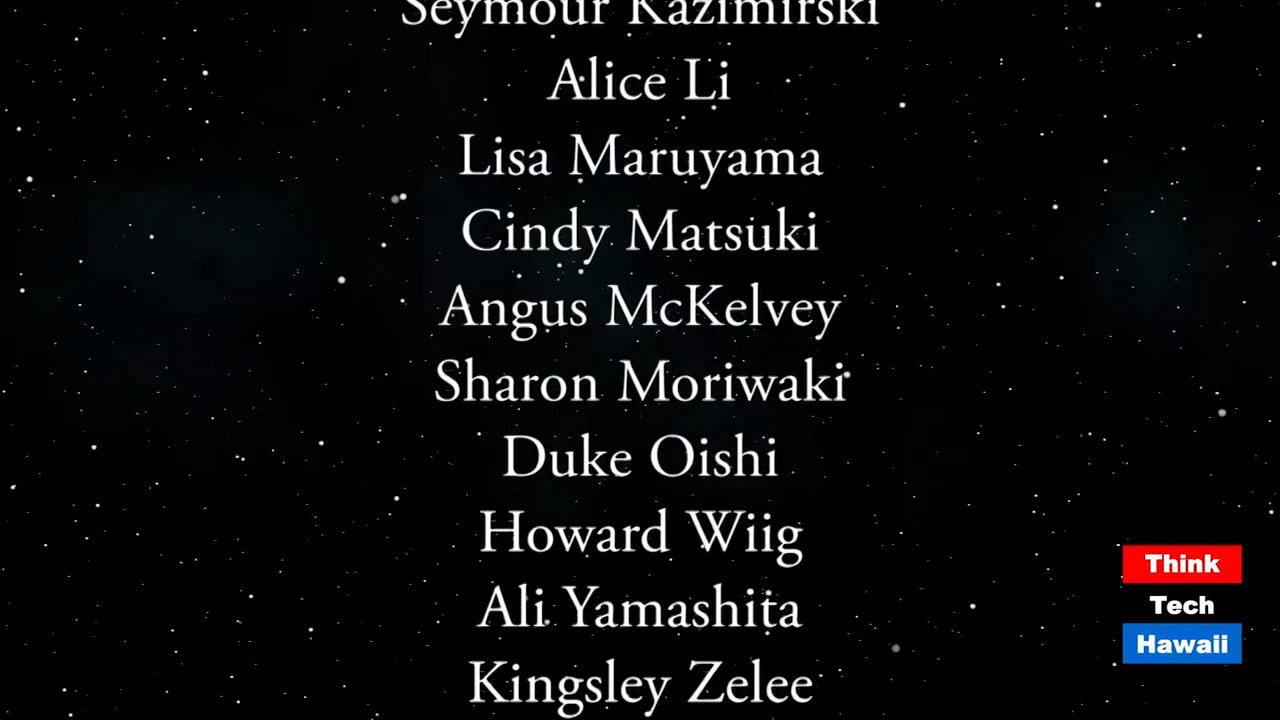 Seymour Kazimirski
Alice Li
Lisa Maruyama
Cindy Matsuki
Angus McKelvey
Sharon Moriwaki
Duke Oishi
Howard Wiig
Ali Yamashita
Kingsley Zelee
Think
Tech
Hawaii